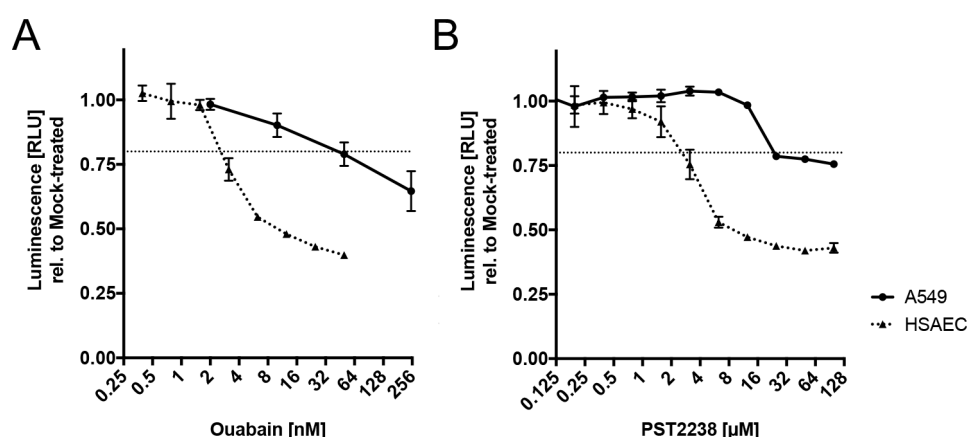 A
Luminescence [RLU]
rel. to Mock-treated
1.00
0.75
0.50
0.25
0.00
0.25 0.5 1 2 4 8 16 32 64 128 256
Ouabain [nM]
B
Luminescence [RLU]
rel. to Mock-treated
1.00
0.75
0.50
0.25
0.00
0.125 0.25 0.5 1 2 4 8 16 32 64 128
PST2238 [µM]
A549
HSAEC